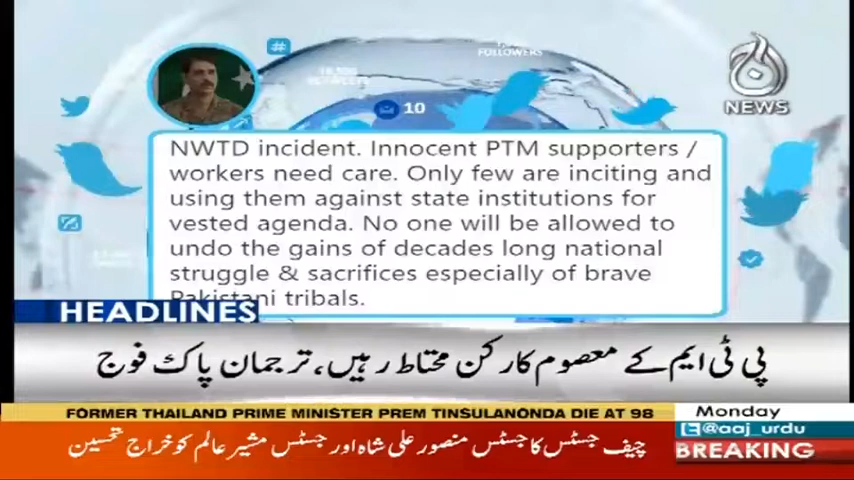 FOLLOWERS
RETWEETS
10
NEWS
NWTD incident. Innocent PTM supporters /
workers need care. Only few are inciting and
using them against state institutions for
vested agenda. No one will be allowed to
undo the gains of decades long national
struggle & sacrifices especially of brave
Pakistani tribals.
HEADLINES
پی ٹی ایم کے معصوم کارکن محتاط رہیں، ترجمان پاک فوج
FORMER THAILAND PRIME MINISTER PREM TINSULANONDA DIE AT 98
Monday
@aaj_urdu
چیف جسٹس کا جسٹس منصور علی شاہ اور جسٹس مشیر عالم کو خراج تحسین
BREAKING